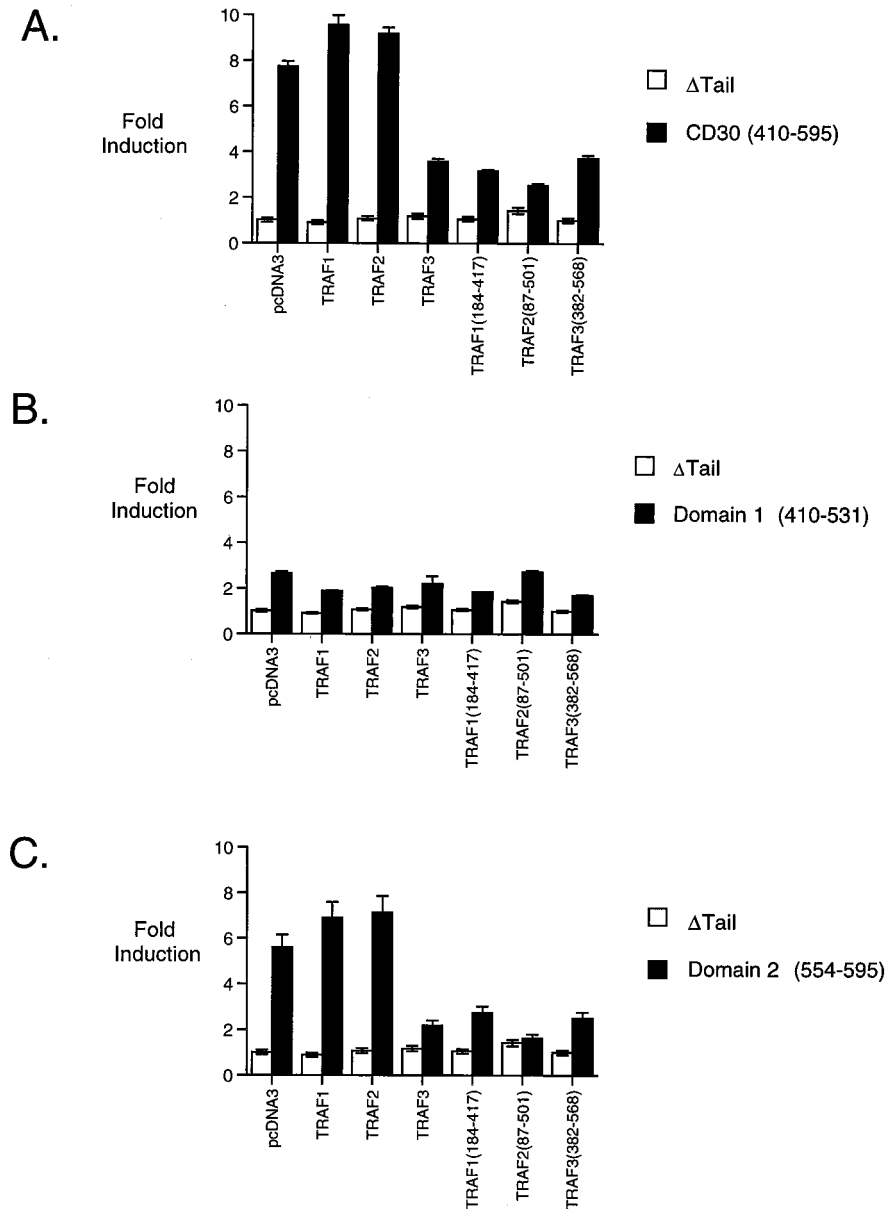 A.
10
8
6
4
2
0
Fold
Induction
ΔTail
CD30 (410-595)
pcDNA3
TRAF1
TRAF2
TRAF3
TRAF1(184-417)
TRAF2(87-501)
TRAF3(382-568)
B.
10
8
6
4
2
0
Fold
Induction
ΔTail
Domain 1 (410-531)
pcDNA3
TRAF1
TRAF2
TRAF3
TRAF1(184-417)
TRAF2(87-501)
TRAF3(382-568)
C.
10
8
6
4
2
0
Fold
Induction
ΔTail
Domain 2 (554-595)
pcDNA3
TRAF1
TRAF2
TRAF3
TRAF1(184-417)
TRAF2(87-501)
TRAF3(382-568)